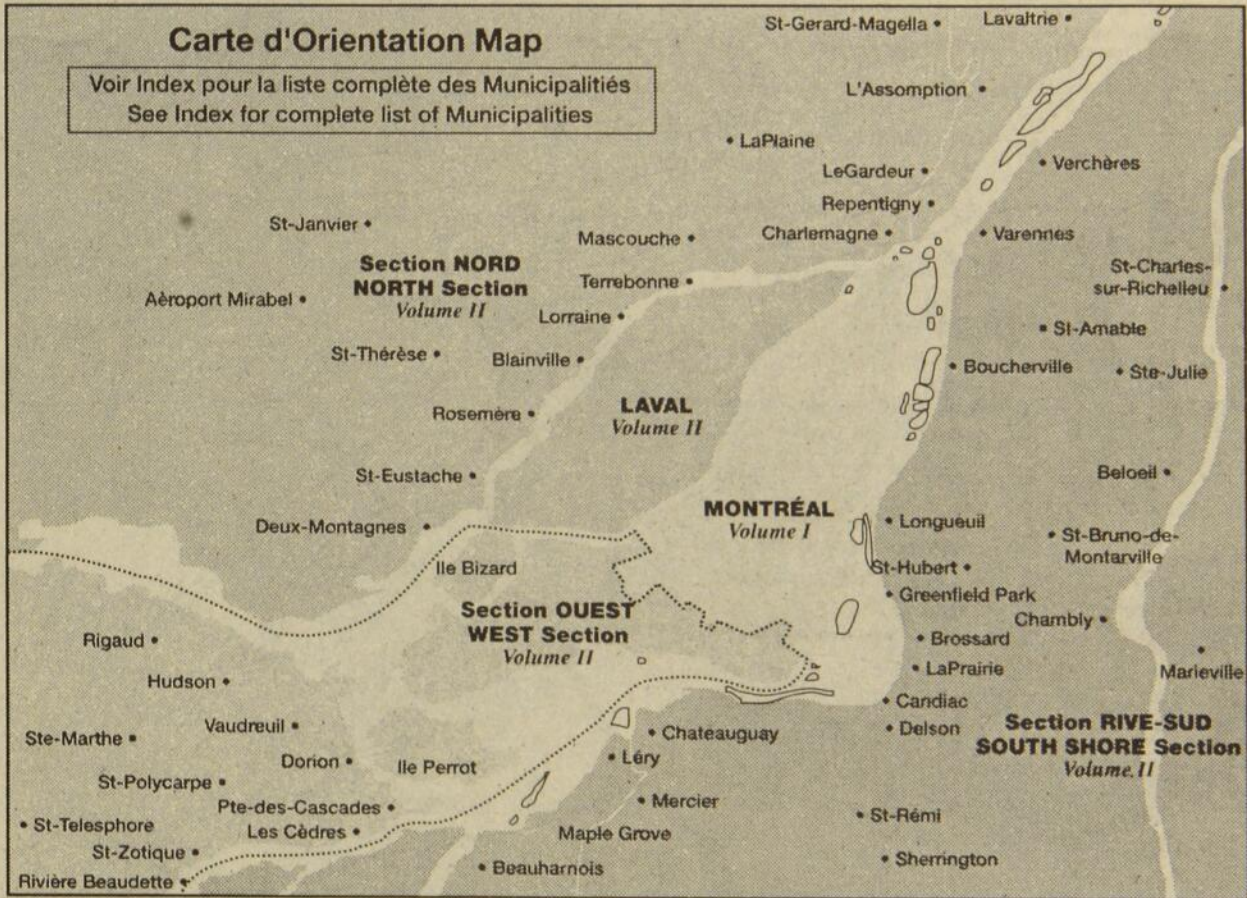 Carte d'Orientation Map
Voir Index pour la liste complète des Municipalitiés
See Index for complete list of Municipalities
St-Gerard-Magella
Lavaltrie
L'Assomption
LaPlaine
LeGardeur
Verchères
Repentigny
St-Janvier
Mascouche
Charlemagne
Varennes
Section NORD
NORTH Section
Volume II
Terrebonne
St-Charles-
sur-Richelieu
Aèroport Mirabel
Lorraine
St-Amable
St-Thérèse
Blainville
Boucherville
Ste-Julie
Rosemère
LAVAL
Volume II
St-Eustache
Beloeil
MONTRÉAL
Volume I
Deux-Montagnes
Longueuil
St-Bruno-de-
Montarville
Ile Bizard
St-Hubert
Greenfield Park
Section OUEST
WEST Section
Volume II
Chambly
Rigaud
Brossard
LaPrairie
Marieville
Hudson
Candiac
Vaudreuil
Delson
Section RIVE-SUD
SOUTH SHORE Section
Volume II
Ste-Marthe
Chateauguay
Dorion
Ile Perrot
Léry
St-Polycarpe
Pte-des-Cascades
Mercier
St-Telesphore
Les Cèdres
Maple Grove
St-Rémi
St-Zotique
Beauharnois
Sherrington
Rivière Beaudette